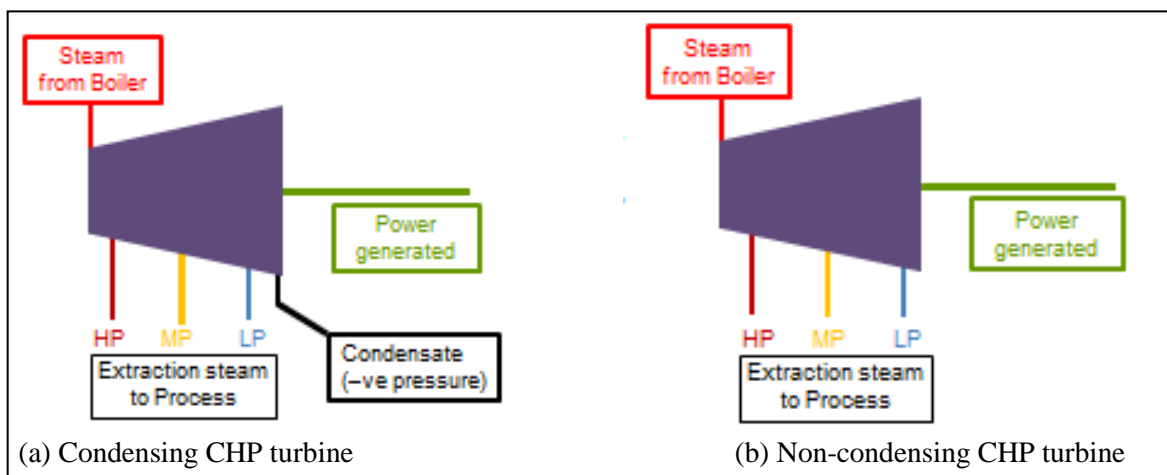 Steam
from Boiler
Power
generated
HP MP LP
Extraction steam
to Process
Condensate
(–ve pressure)
(a) Condensing CHP turbine
Steam
from Boiler
Power
generated
HP MP LP
Extraction steam
to Process
(b) Non-condensing CHP turbine